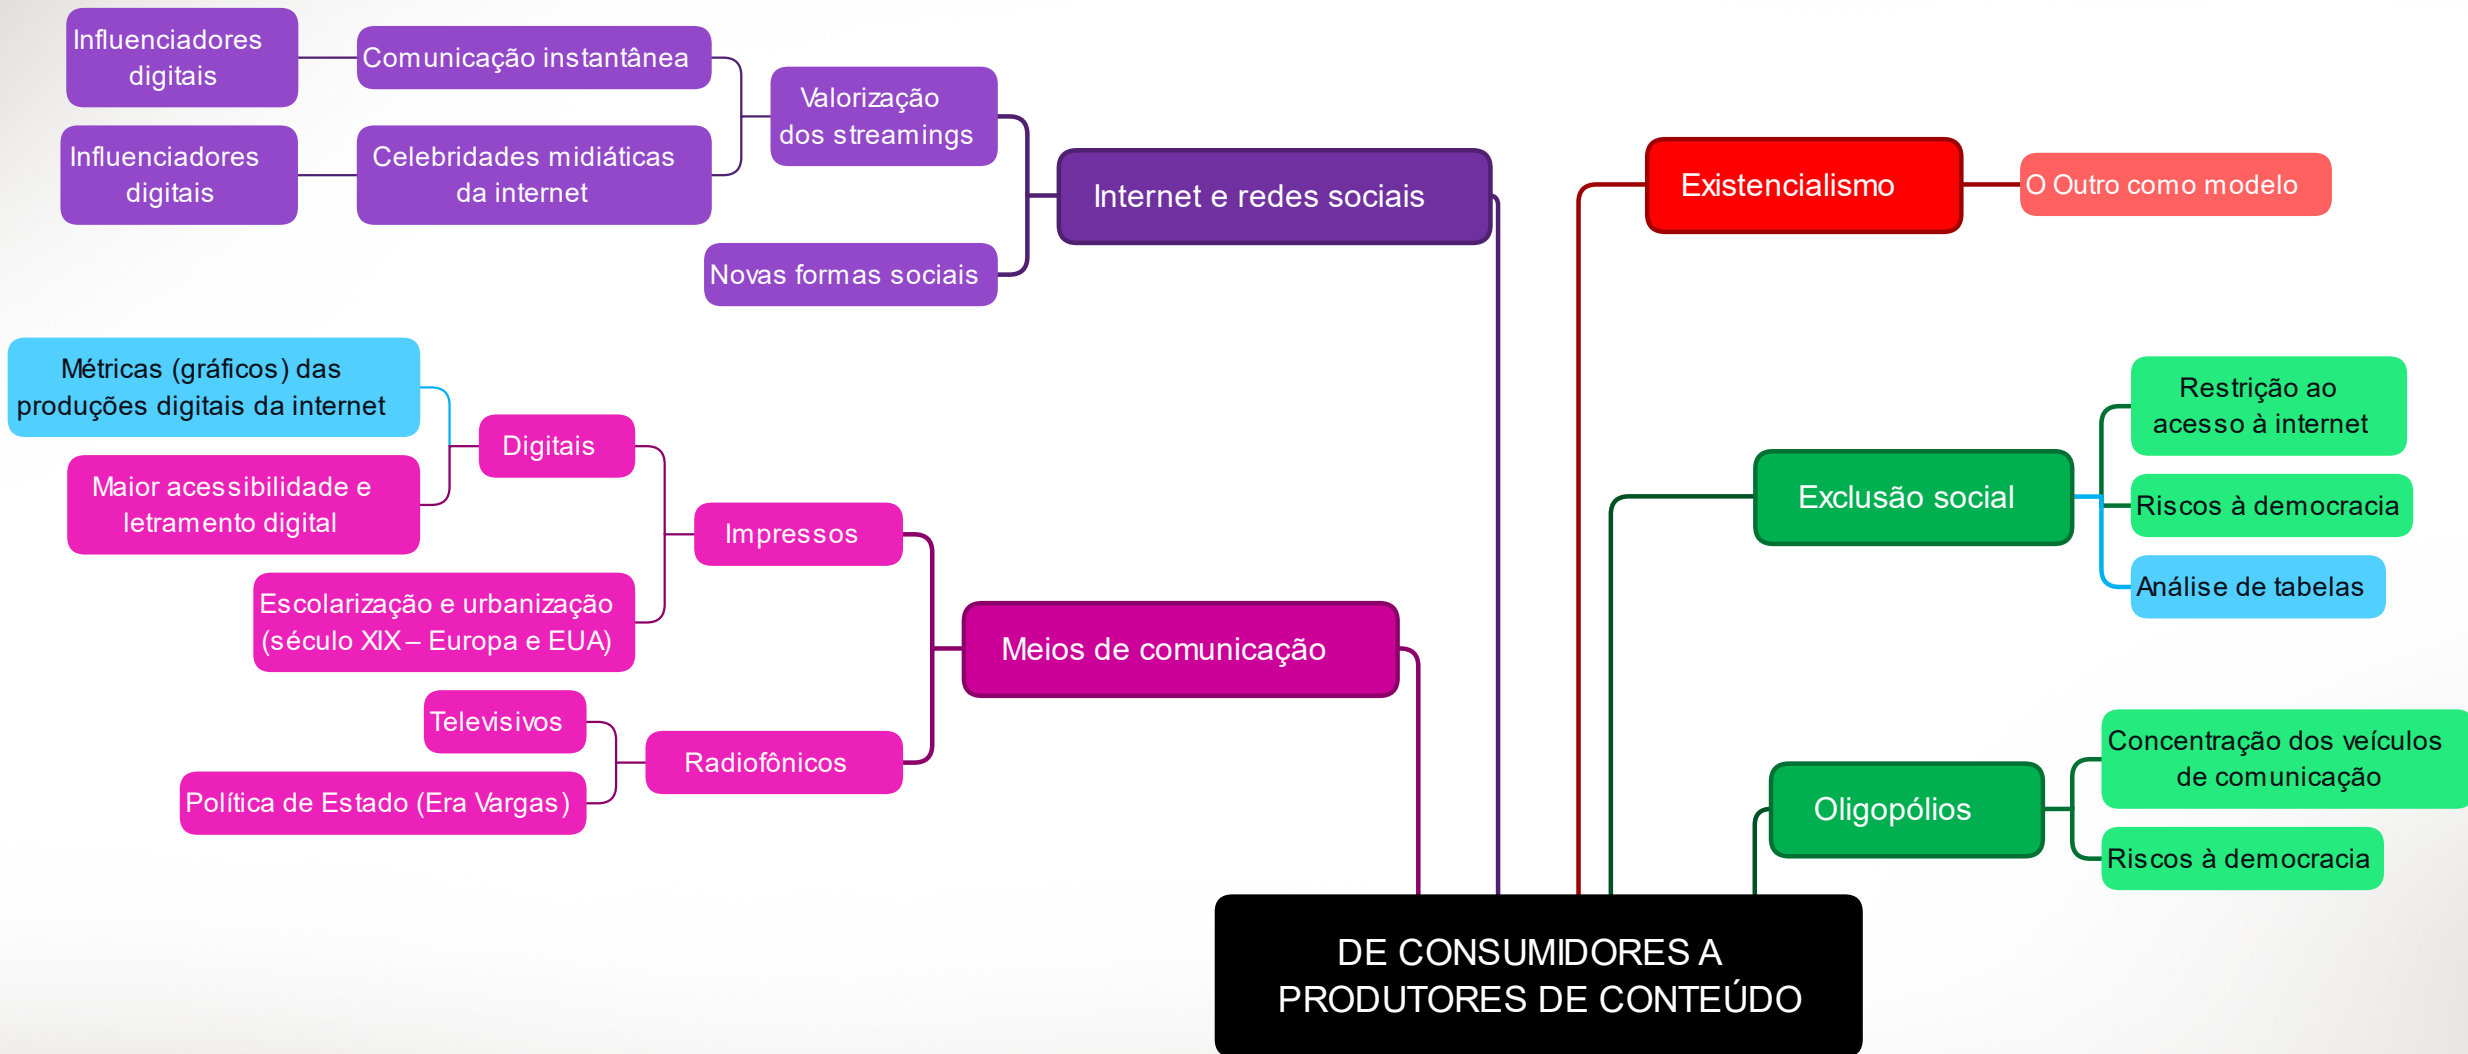 Influenciadores
digitais
Comunicação instantânea
Influenciadores
digitais
Celebridades midiáticas
da internet
Valorização
dos streamings
Novas formas sociais
Internet e redes sociais
Métricas (gráficos) das
produções digitais da internet
Maior acessibilidade e
letramento digital
Digitais
Escolarização e urbanização
(século XIX – Europa e EUA)
Impressos
Televisivos
Política de Estado (Era Vargas)
Radiofônicos
Meios de comunicação
Existencialismo
O Outro como modelo
Exclusão social
Restrição ao
acesso à internet
Riscos à democracia
Análise de tabelas
Oligopólios
Concentração dos veículos
de comunicação
Riscos à democracia
DE CONSUMIDORES A
PRODUTORES DE CONTEÚDO